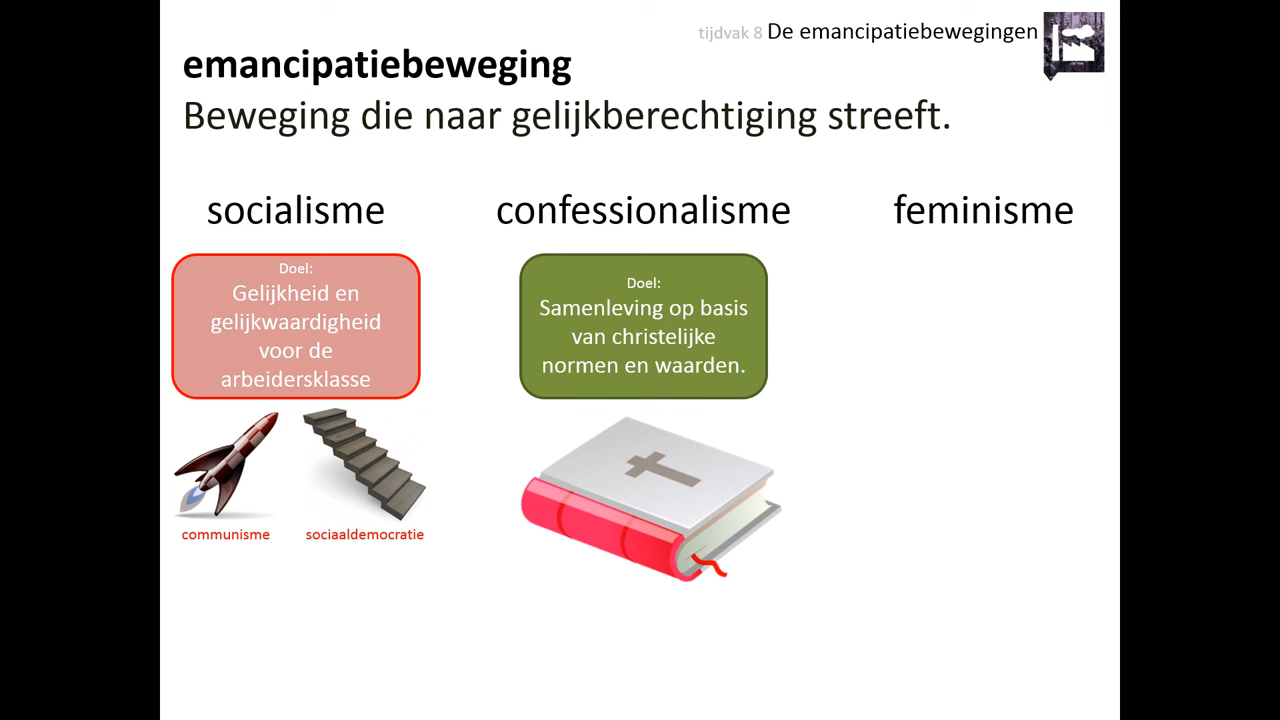 tijdvak 8 De emancipatiebewegingen
emancipatiebeweging
Beweging die naar gelijkberechtiging streeft.
socialisme
confessionalisme
feminisme
Doel:
Gelijkheid en
gelijkwaardigheid
voor de
arbeidersklasse
Doel:
Samenleving op basis
van christelijke
normen en waarden.
communisme
sociaaldemocratie